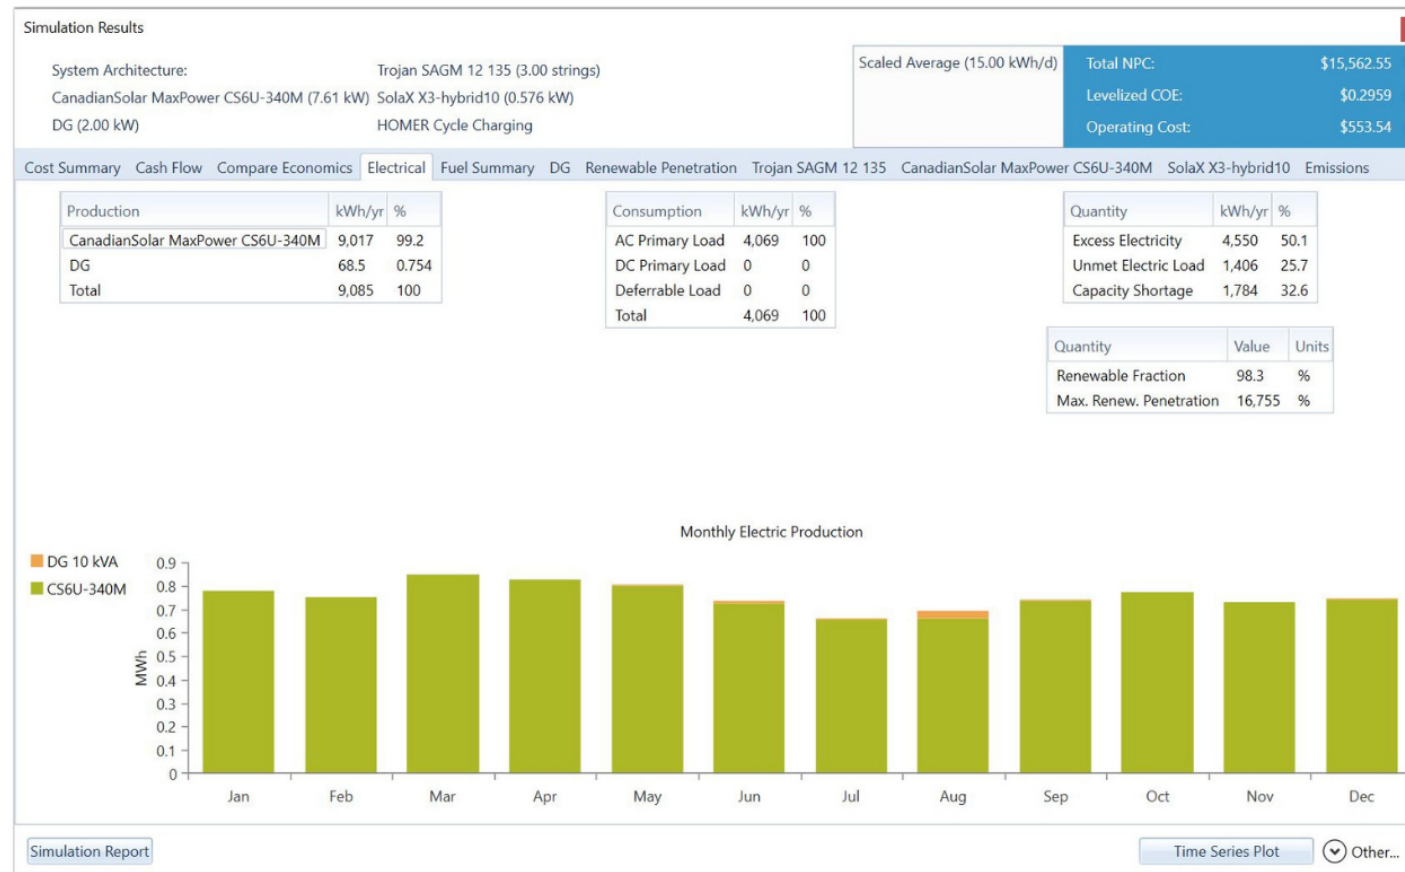 Simulation Results
System Architecture:
CanadianSolar MaxPower CS6U-340M (7.61 kW)
DG (2.00 kW)
Trojan SAGM 12 135 (3.00 strings)
SolaX X3-hybrid10 (0.576 kW)
HOMER Cycle Charging
Scaled Average (15.00 kWh/d)
Total NPC: $15,562.55
Levelized COE: $0.2959
Operating Cost: $553.54
Cost Summary Cash Flow Compare Economics Electrical Fuel Summary DG Renewable Penetration Trojan SAGM 12 135 CanadianSolar MaxPower CS6U-340M SolaX X3-hybrid10 Emissions
Production kWh/yr %
CanadianSolar MaxPower CS6U-340M 9,017 99.2
DG 68.5 0.754
Total 9,085 100
Consumption kWh/yr %
AC Primary Load 4,069 100
DC Primary Load 0 0
Deferrable Load 0 0
Total 4,069 100
Quantity kWh/yr %
Excess Electricity 4,550 50.1
Unmet Electric Load 1,406 25.7
Capacity Shortage 1,784 32.6
Quantity Value Units
Renewable Fraction 98.3 %
Max. Renew. Penetration 16,755 %
Monthly Electric Production
DG 10 kVA
CS6U-340M
MWh
0.9
0.8
0.7
0.6
0.5
0.4
0.3
0.2
0.1
0
Jan Feb Mar Apr May Jun Jul Aug Sep Oct Nov Dec
Simulation Report
Time Series Plot
Other...